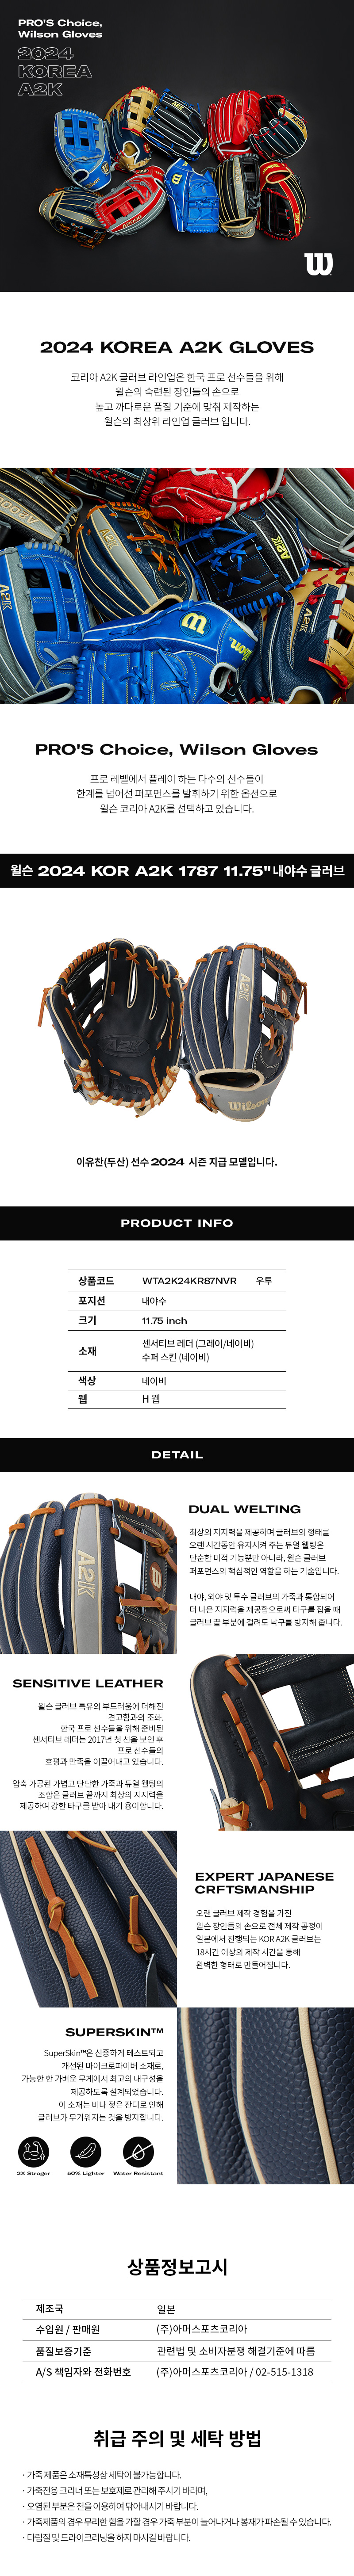 PRO'S Choice,
Wilson Gloves
2024
KOREA
A2K
W
2024 KOREA A2K GLOVES
코리아 A2K 글러브 라인업은 한국 프로 선수들을 위해
윌슨의 숙련된 장인들의 손으로
높고 까다로운 품질 기준에 맞춰 제작하는
윌슨의 최상위 라인업 글러브 입니다.
PRO'S Choice, Wilson Gloves
프로 레벨에서 플레이 하는 다수의 선수들이
한계를 넘어선 퍼포먼스를 발휘하기 위한 옵션으로
윌슨 코리아 A2K를 선택하고 있습니다.
윌슨 2024 KOR A2K 1787 11.75" 내야수 글러브
A2K
A2K
Wilson
이유찬(두산) 선수 2024 시즌 지급 모델입니다.
PRODUCT INFO
상품코드 WTA2K24KR87NVR 우투
포지션 내야수
크기 11.75 inch
소재 센서티브 레더 (그레이/네이비)
수퍼 스킨 (네이비)
색상 네이비
웹 H 웹
DETAIL
A2K
DUAL WELTING
최상의 지지력을 제공하며 글러브의 형태를
오랜 시간동안 유지시켜 주는 듀얼 웰팅은
단순한 미적 기능뿐만 아니라, 윌슨 글러브
퍼포먼스의 핵심적인 역할을 하는 기술입니다.
내야, 외야 및 투수 글러브의 가죽과 통합되어
더 나은 지지력을 제공함으로써 타구를 잡을 때
글러브 끝 부분에 걸려도 낙구를 방지해 줍니다.
SENSITIVE LEATHER
윌슨 글러브 특유의 부드러움에 더해진
견고함과의 조화.
한국 프로 선수들을 위해 준비된
센서티브 레더는 2017년 첫 선을 보인 후
프로 선수들의
호평과 만족을 이끌어내고 있습니다.
압축 가공된 가볍고 단단한 가죽과 듀얼 웰팅의
조합은 글러브 끝까지 최상의 지지력을
제공하여 강한 타구를 받아 내기 용이합니다.
EXPERT JAPANESE
CRFTSMANSHIP
오랜 글러브 제작 경험을 가진
윌슨 장인들의 손으로 전체 제작 공정이
일본에서 진행되는 KOR A2K 글러브는
18시간 이상의 제작 시간을 통해
완벽한 형태로 만들어집니다.
SUPERSKIN™
SuperSkin™은 신중하게 테스트되고
개선된 마이크로파이버 소재로,
가능한 한 가벼운 무게에서 최고의 내구성을
제공하도록 설계되었습니다.
이 소재는 비나 젖은 잔디로 인해
글러브가 무거워지는 것을 방지합니다.
2X Stroger 50% Lighter Water Resistant
상품정보고시
제조국 일본
수입원 / 판매원 (주)아머스포츠코리아
품질보증기준 관련법 및 소비자분쟁 해결기준에 따름
A/S 책임자와 전화번호 (주)아머스포츠코리아 / 02-515-1318
취급 주의 및 세탁 방법
· 가죽 제품은 소재특성상 세탁이 불가능합니다.
· 가죽전용 크리너 또는 보호제로 관리해 주시기 바라며,
· 오염된 부분은 천을 이용하여 닦아내시기 바랍니다.
· 가죽제품의 경우 무리한 힘을 가할 경우 가죽 부분이 늘어나거나 봉재가 파손될 수 있습니다.
· 다림질 및 드라이크리닝을 하지 마시길 바랍니다.